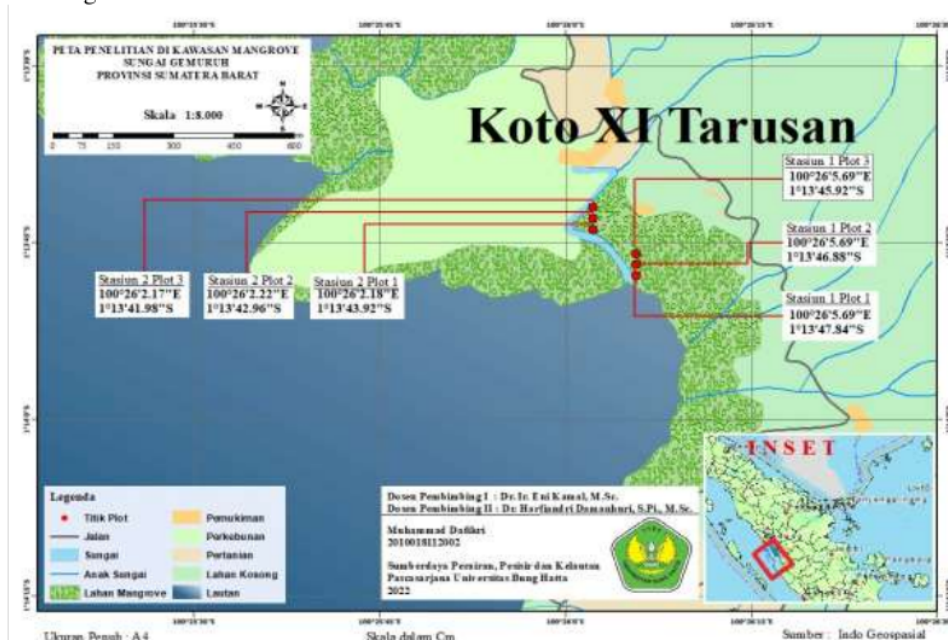 PETA PENELITIAN DI KAWASAN MANGROVE
SUNGAI GEMURUH
PROVINSI SUMATERA BARAT
Skala 1:8.000
0 75 150 300 450 600
Koto XI Tarusan
Stasiun 1 Plot 3
100°26'5.69"E
1°13'45.92"S
Stasiun 1 Plot 2
100°26'5.69"E
1°13'46.88"S
Stasiun 1 Plot 1
100°26'5.69"E
1°13'47.84"S
Stasiun 2 Plot 3
100°26'2.17"E
1°13'41.98"S
Stasiun 2 Plot 2
100°26'2.22"E
1°13'42.96"S
Stasiun 2 Plot 1
100°26'2.18"E
1°13'43.92"S
INSET
Legenda
Titik Plot
Jalan
Sungai
Anak Sungai
Lahan Mangrove
Pemukiman
Perkebunan
Pertanian
Lahan Kosong
Lautan
Dosen Pembimbing I : Dr. Ir. Eni Kamal, M.Sc.
Dosen Pembimbing II : Dr. Harfiandri Damanhuri, S.Pi., M.Sc.
Muhammad Dafikri
2010018112002
Sumberdaya Perairan, Pesisir dan Kelautan
Pascasarjana Universitas Bung Hatta
2022
Ukuran Penuh : A4
Skala dalam Cm
Sumber : Indo Geospasial